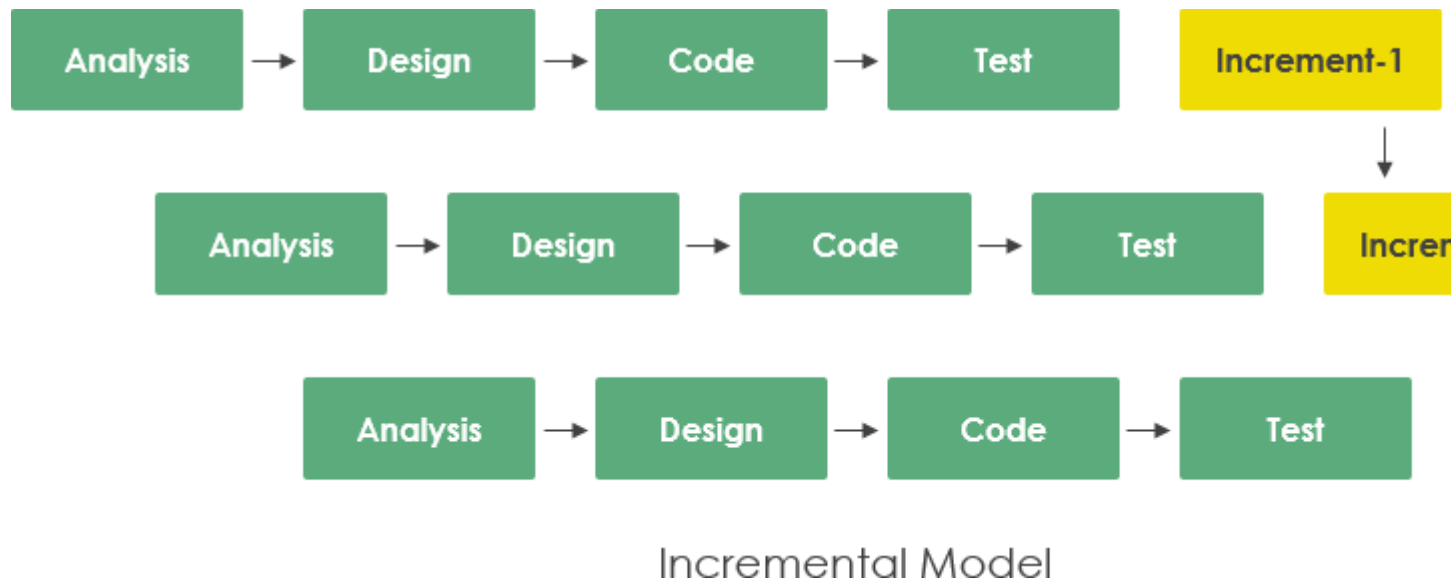 Analysis Design Code Test Increment-1
Analysis Design Code Test
Analysis Design Code Test
Incremental Model